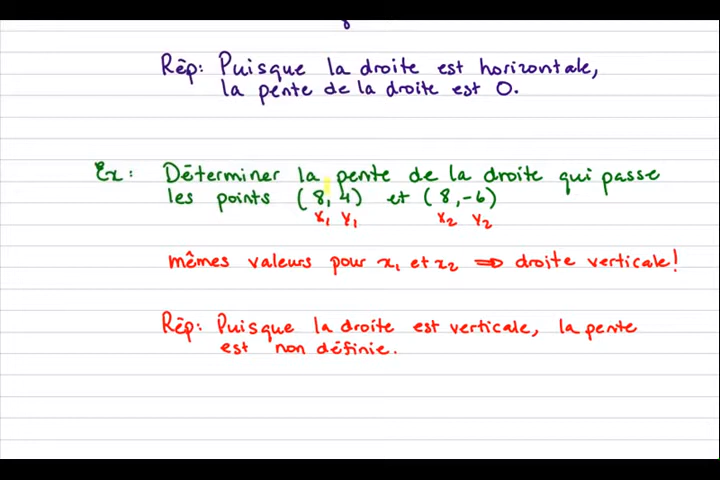 Rép: Puisque la droite est horizontale,
la pente de la droite est 0.
Ex: Déterminer la pente de la droite qui passe
les points (8, 4) et (8, -6)
x₁ y₁ x₂ y₂
mêmes valeurs pour x₁ et x₂ ⇒ droite verticale!
Rép: Puisque la droite est verticale, la pente
est non définie.